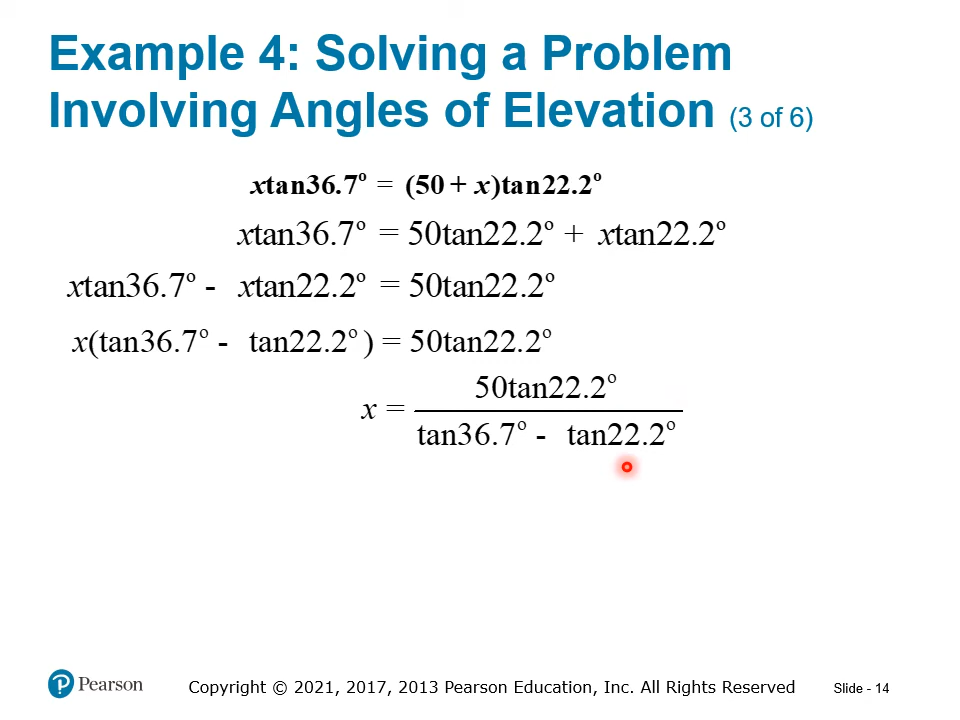 Example 4: Solving a Problem
Involving Angles of Elevation (3 of 6)
xtan36.7° = (50 + x)tan22.2°
xtan36.7° = 50tan22.2° + xtan22.2°
xtan36.7° - xtan22.2° = 50tan22.2°
x(tan36.7° - tan22.2°) = 50tan22.2°
50tan22.2°
x =
tan36.7° - tan22.2°
Pearson
Copyright © 2021, 2017, 2013 Pearson Education, Inc. All Rights Reserved
Slide - 14